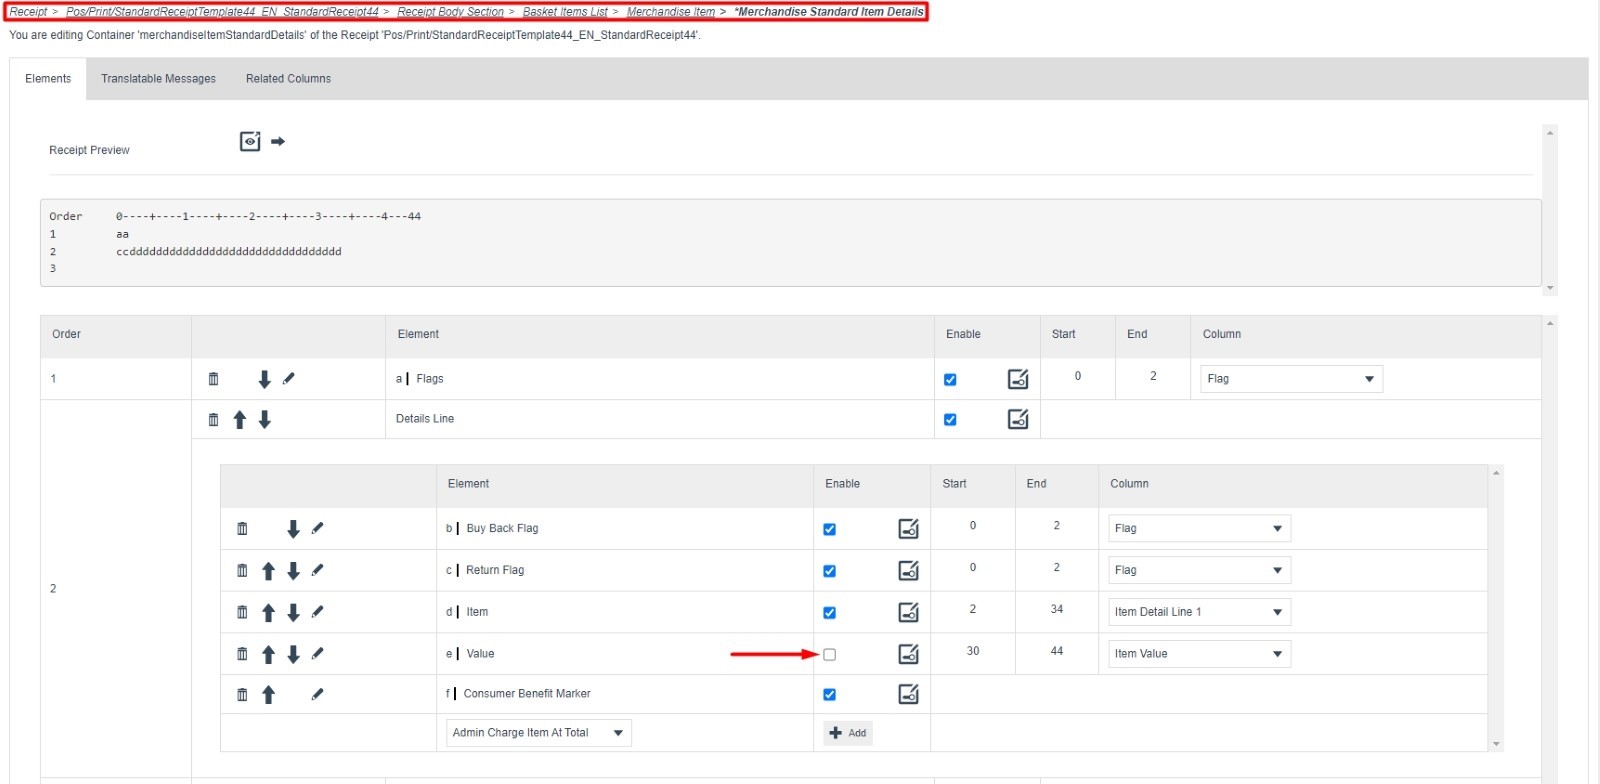 Receipt > Pos/Print/StandardReceiptTemplate44_EN_StandardReceipt44 > Receipt Body Section > Basket Items List > Merchandise Item > *Merchandise Standard Item Details
You are editing Container 'merchandiseItemStandardDetails' of the Receipt 'Pos/Print/StandardReceiptTemplate44_EN_StandardReceipt44'.
Elements Translatable Messages Related Columns
Receipt Preview
Order 0----+----1----+----2----+----3----+----4---44
1 aa
2 ccdddddddddddddddddddddddddddddddd
3
Order Element Enable Start End Column
1 a | Flags 0 2 Flag
Details Line
2
Element Enable Start End Column
b | Buy Back Flag 0 2 Flag
c | Return Flag 0 2 Flag
d | Item 2 34 Item Detail Line 1
e | Value 30 44 Item Value
f | Consumer Benefit Marker
Admin Charge Item At Total Add